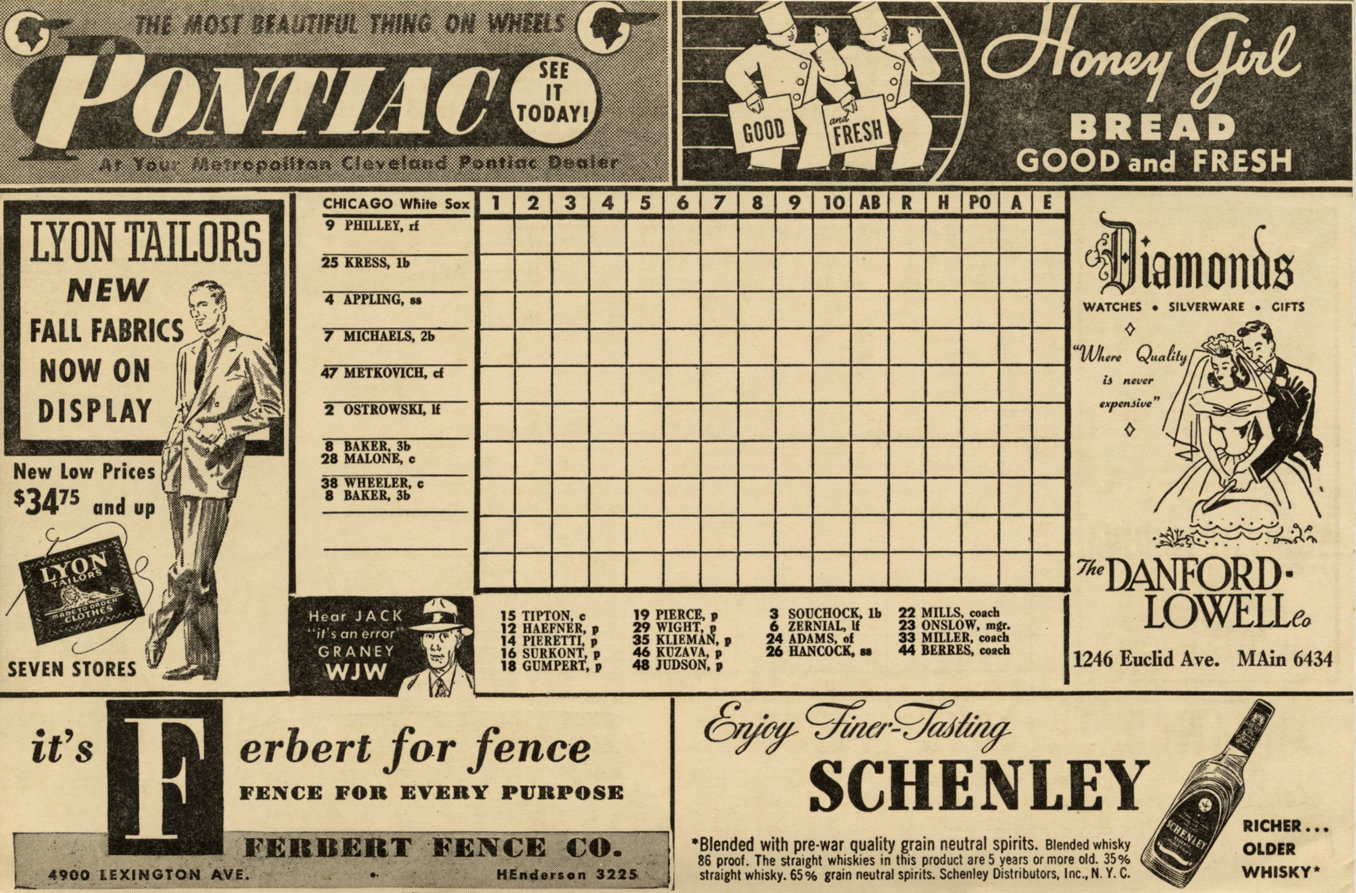 THE MOST BEAUTIFUL THING ON WHEELS
PONTIAC
SEE
IT
TODAY!
At Your Metropolitan Cleveland Pontiac Dealer
GOOD
and
FRESH
Honey Girl
BREAD
GOOD and FRESH
LYON TAILORS
NEW
FALL FABRICS
NOW ON
DISPLAY
New Low Prices
$34.75 and up
LYON
TAILORS
MADE TO ORDER
CLOTHES
SEVEN STORES
CHICAGO White Sox 1 2 3 4 5 6 7 8 9 10 AB R H PO A E
9 PHILLEY, rf
25 KRESS, 1b
4 APPLING, ss
7 MICHAELS, 2b
47 METKOVICH, cf
2 OSTROWSKI, lf
8 BAKER, 3b
28 MALONE, c
38 WHEELER, c
8 BAKER, 3b
Hear JACK
"it's an error"
GRANEY
WJW
15 TIPTON, c
12 HAEFNER, p
14 PIERETTI, p
16 SURKONT, p
18 GUMPERT, p
19 PIERCE, p
29 WIGHT, p
35 KLIEMAN, p
46 KUZAVA, p
48 JUDSON, p
3 SOUCHOCK, 1b
6 ZERNIAL, lf
24 ADAMS, of
26 HANCOCK, ss
22 MILLS, coach
23 ONSLOW, mgr.
33 MILLER, coach
44 BERRES, coach
Diamonds
WATCHES • SILVERWARE • GIFTS
"Where Quality
is never
expensive"
The DANFORD-
LOWELL Co
1246 Euclid Ave. MAin 6434
it's Ferbert for fence
FENCE FOR EVERY PURPOSE
FERBERT FENCE CO.
4900 LEXINGTON AVE. • HEnderson 3225
Enjoy Finer-Tasting
SCHENLEY
*Blended with pre-war quality grain neutral spirits. Blended whisky
86 proof. The straight whiskies in this product are 5 years or more old. 35%
straight whisky. 65% grain neutral spirits. Schenley Distributors, Inc., N. Y. C.
SCHENLEY
RICHER...
OLDER
WHISKY*